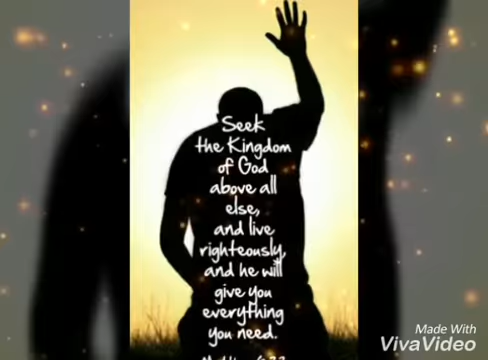 Seek
the Kingdom
of God
above all
else,
and live
righteously,
and he will
give you
everything
you need.
Made With
VivaVideo